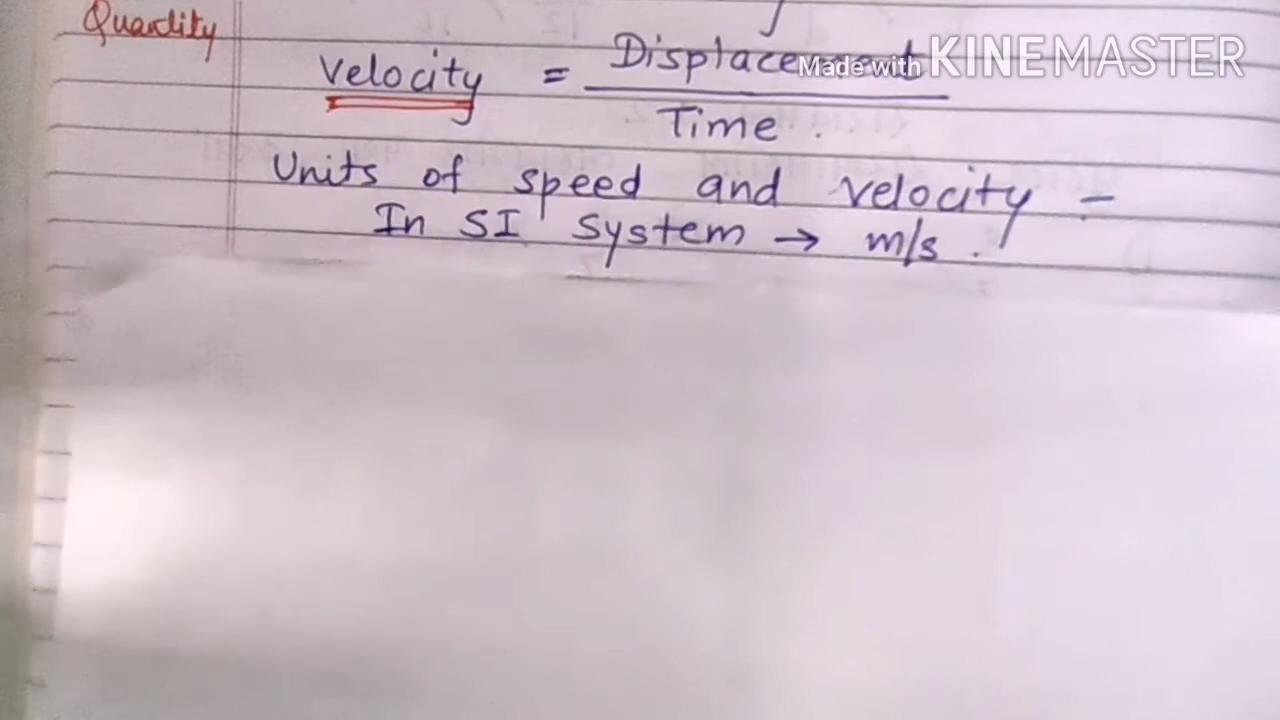 Quantity
Velocity = Displacement
Time.
Units of speed and velocity -
In SI System → m/s.
Made with KINEMASTER